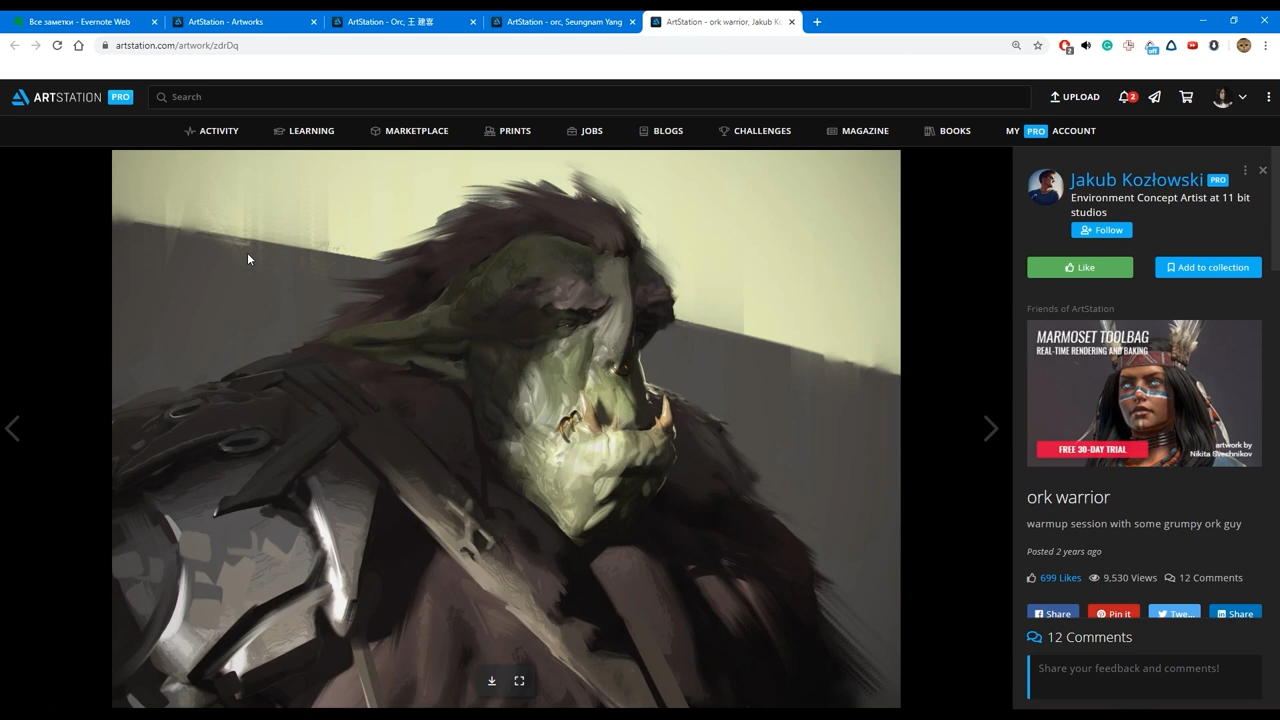 Все заметки - Evernote Web
ArtStation - Artworks
ArtStation - Orc, 王 建客
ArtStation - orc, Seungnam Yang
ArtStation - ork warrior, Jakub Ko
artstation.com/artwork/zdrDq
2
off
ARTSTATION PRO
Search
UPLOAD
2
ACTIVITY
LEARNING
MARKETPLACE
PRINTS
JOBS
BLOGS
CHALLENGES
MAGAZINE
BOOKS
MY PRO ACCOUNT
Jakub Kozłowski PRO
Environment Concept Artist at 11 bit
studios
Follow
Like
Add to collection
Friends of ArtStation
MARMOSET TOOLBAG
REAL-TIME RENDERING AND BAKING
FREE 30-DAY TRIAL
artwork by
Nikita Svechnikov
ork warrior
warmup session with some grumpy ork guy
Posted 2 years ago
699 Likes
9,530 Views
12 Comments
Share
Pin it
Twe...
Share
12 Comments
Share your feedback and comments!